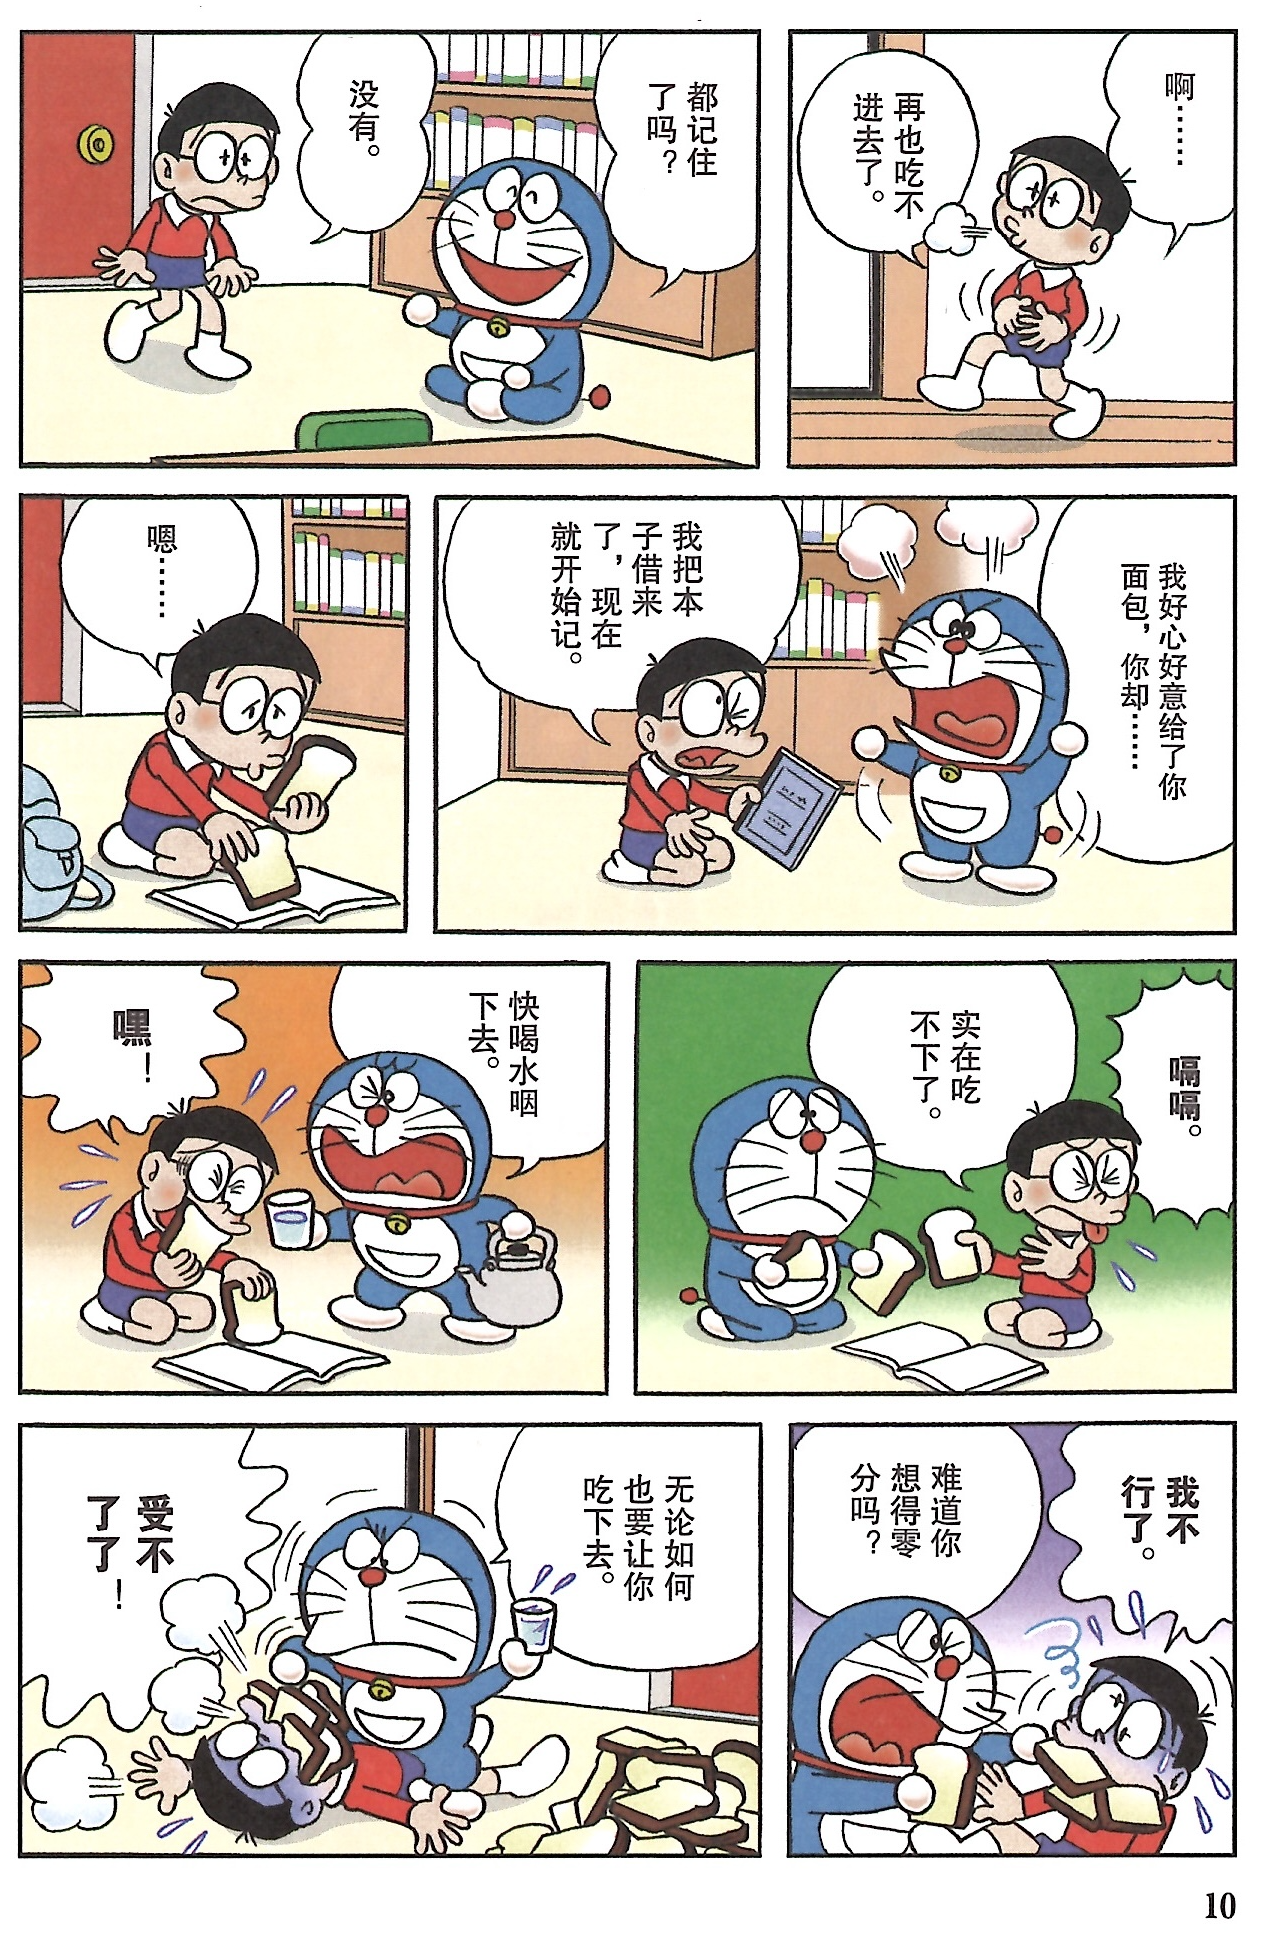 啊……
再也吃不
进去了。
都记住
了吗？
没有。
我好心好意给了你
面包，你却……
我把本
子借来
了，现在
就开始记。
嗯……
嗝嗝。
实在吃
不下了。
快喝水咽
下去。
嘿！
我不
行了。
难道你
想得零
分吗？
无论如何
也要让你
吃下去。
受不
了了！
10